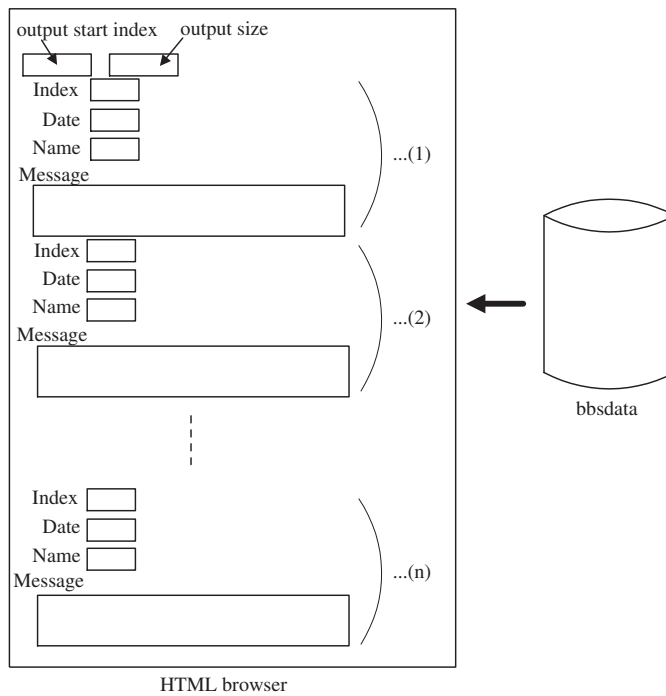 output start index
output size
Index
Date
Name
Message
...(1)
Index
Date
Name
Message
...(2)
bbsdata
Index
Date
Name
Message
...(n)
HTML browser